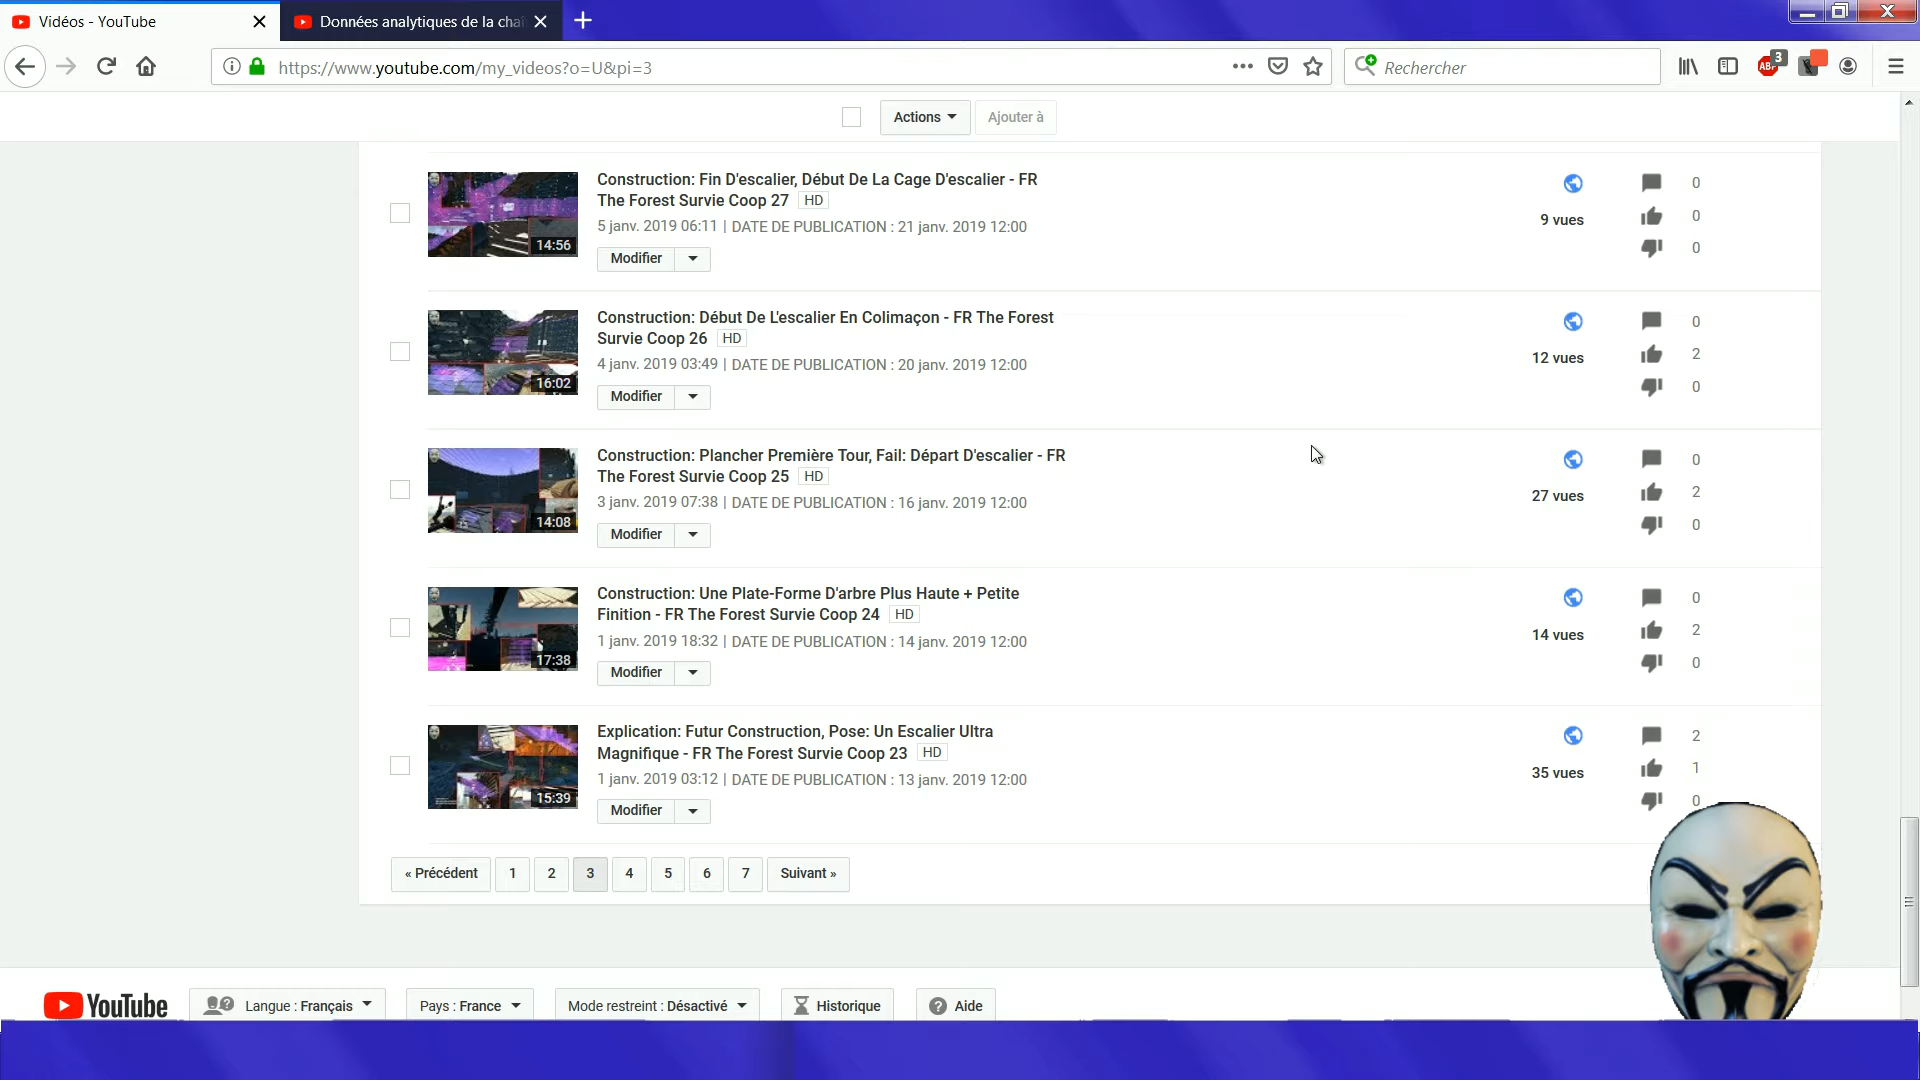 Vidéos - YouTube
Données analytiques de la chaî
https://www.youtube.com/my_videos?o=U&pi=3
Rechercher
ABP
3
Actions
Ajouter à
Construction: Fin D'escalier, Début De La Cage D'escalier - FR
The Forest Survie Coop 27 HD
5 janv. 2019 06:11 | DATE DE PUBLICATION : 21 janv. 2019 12:00
Modifier
14:56
9 vues
0
0
0
Construction: Début De L'escalier En Colimaçon - FR The Forest
Survie Coop 26 HD
4 janv. 2019 03:49 | DATE DE PUBLICATION : 20 janv. 2019 12:00
Modifier
16:02
12 vues
0
2
0
Construction: Plancher Première Tour, Fail: Départ D'escalier - FR
The Forest Survie Coop 25 HD
3 janv. 2019 07:38 | DATE DE PUBLICATION : 16 janv. 2019 12:00
Modifier
14:08
27 vues
0
2
0
Construction: Une Plate-Forme D'arbre Plus Haute + Petite
Finition - FR The Forest Survie Coop 24 HD
1 janv. 2019 18:32 | DATE DE PUBLICATION : 14 janv. 2019 12:00
Modifier
17:38
14 vues
0
2
0
Explication: Futur Construction, Pose: Un Escalier Ultra
Magnifique - FR The Forest Survie Coop 23 HD
1 janv. 2019 03:12 | DATE DE PUBLICATION : 13 janv. 2019 12:00
Modifier
15:39
35 vues
2
1
0
« Précédent 1 2 3 4 5 6 7 Suivant »
YouTube
Langue : Français
Pays : France
Mode restreint : Désactivé
Historique
Aide